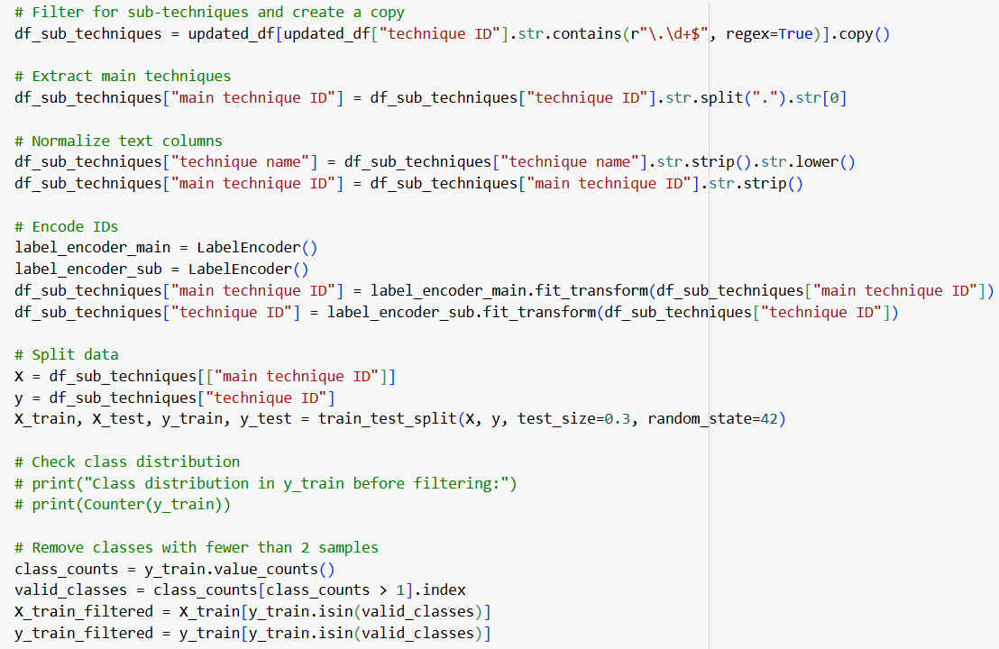 # Filter for sub-techniques and create a copy
df_sub_techniques = updated_df[updated_df["technique ID"].str.contains(r"\.\d+$", regex=True)].copy()
# Extract main techniques
df_sub_techniques["main technique ID"] = df_sub_techniques["technique ID"].str.split(".").str[0]
# Normalize text columns
df_sub_techniques["technique name"] = df_sub_techniques["technique name"].str.strip().str.lower()
df_sub_techniques["main technique ID"] = df_sub_techniques["main technique ID"].str.strip()
# Encode IDs
label_encoder_main = LabelEncoder()
label_encoder_sub = LabelEncoder()
df_sub_techniques["main technique ID"] = label_encoder_main.fit_transform(df_sub_techniques["main technique ID"])
df_sub_techniques["technique ID"] = label_encoder_sub.fit_transform(df_sub_techniques["technique ID"])
# Split data
X = df_sub_techniques[["main technique ID"]]
y = df_sub_techniques["technique ID"]
X_train, X_test, y_train, y_test = train_test_split(X, y, test_size=0.3, random_state=42)
# Check class distribution
# print("Class distribution in y_train before filtering:")
# print(Counter(y_train))
# Remove classes with fewer than 2 samples
class_counts = y_train.value_counts()
valid_classes = class_counts[class_counts > 1].index
X_train_filtered = X_train[y_train.isin(valid_classes)]
y_train_filtered = y_train[y_train.isin(valid_classes)]